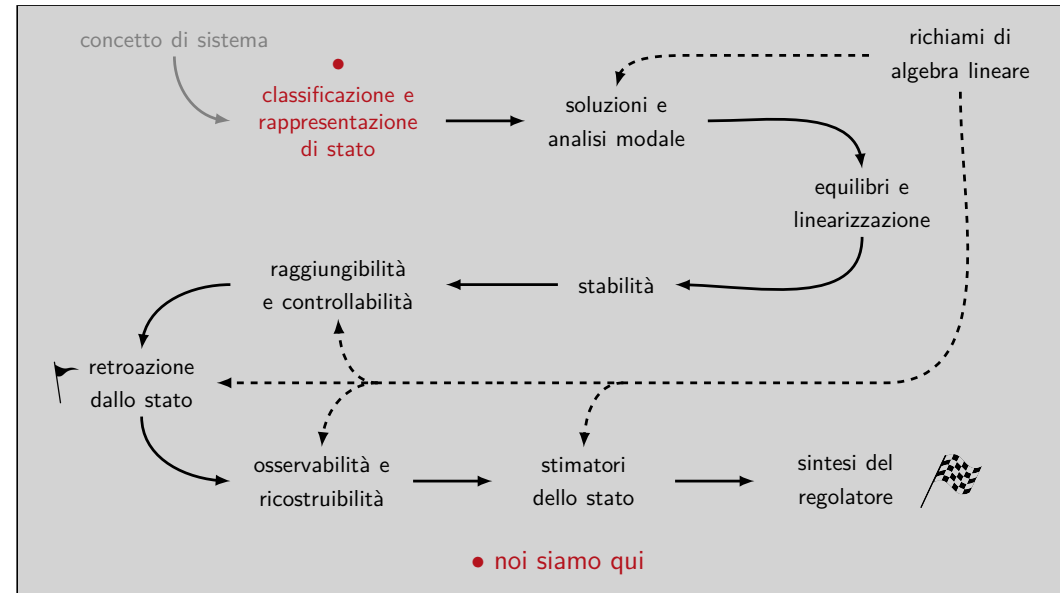 concetto di sistema
classificazione e
rappresentazione
di stato
soluzioni e
analisi modale
richiami di
algebra lineare
equilibri e
linearizzazione
stabilità
raggiungibilità
e controllabilità
retroazione
dallo stato
osservabilità e
ricostruibilità
stimatori
dello stato
sintesi del
regolatore
noi siamo qui